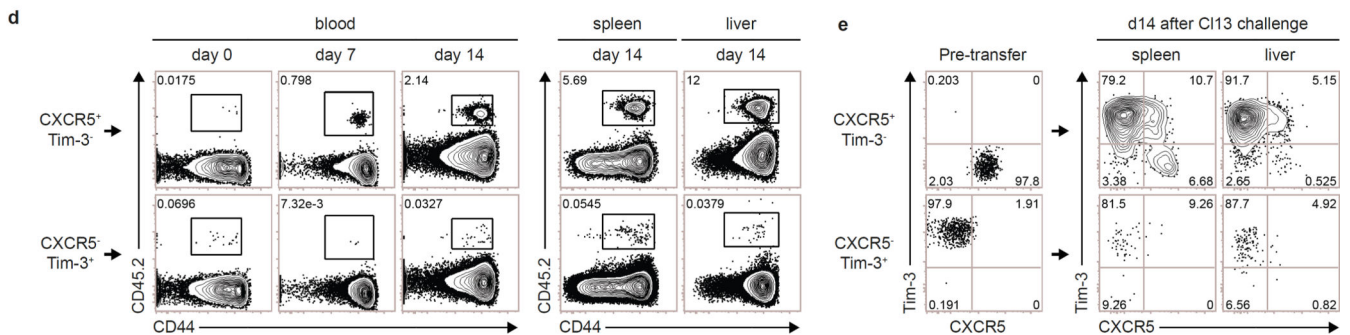 d
blood
spleen
liver
day 0
day 7
day 14
day 14
day 14
CXCR5+
Tim-3-
CXCR5-
Tim-3+
CD45.2
0.0175
0.798
2.14
5.69
12
0.0696
7.32e-3
0.0327
0.0545
0.0379
CD44
CD45.2
CD44
e
d14 after Cl13 challenge
Pre-transfer
spleen
liver
CXCR5+
Tim-3-
CXCR5-
Tim-3+
Tim-3
0.203
0
2.03
97.8
97.9
1.91
0.191
0
CXCR5
Tim-3
79.2
10.7
91.7
5.15
3.38
6.68
2.65
0.525
81.5
9.26
87.7
4.92
9.26
0
6.56
0.82
CXCR5